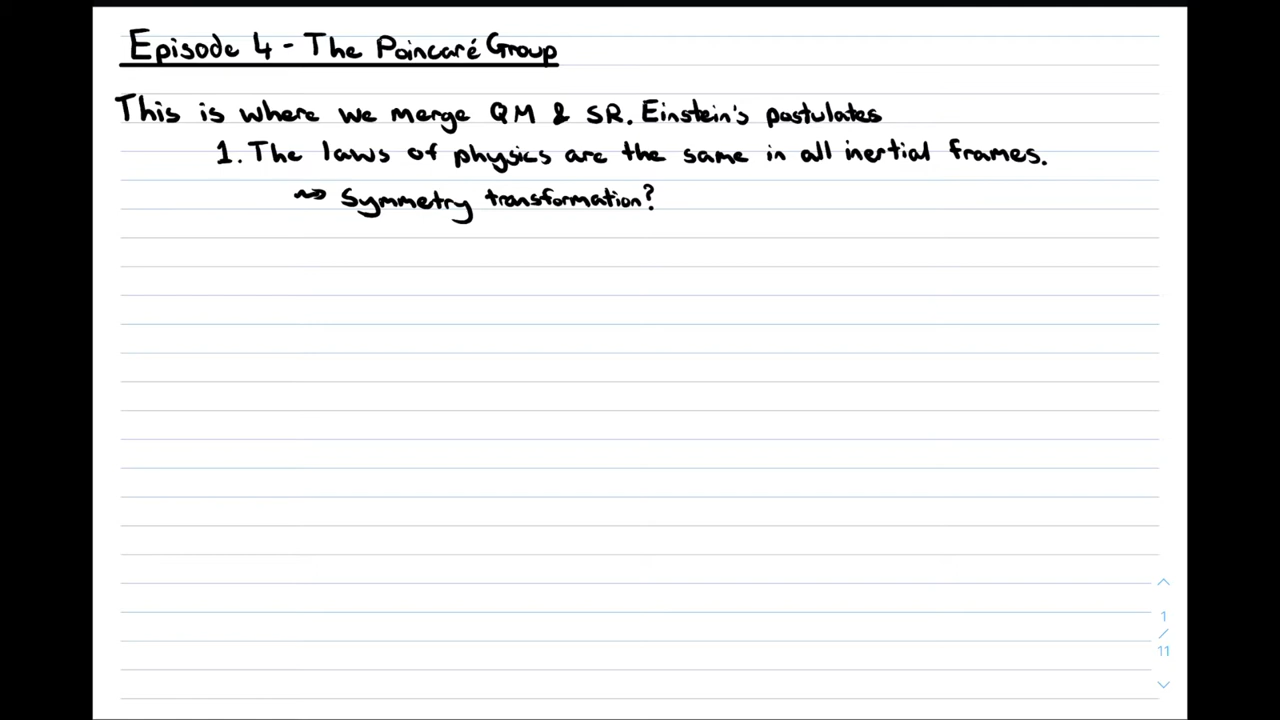 Episode 4 - The Poincaré Group
This is where we merge QM & SR. Einstein's postulates
1. The laws of physics are the same in all inertial frames.
⇝ Symmetry transformation?
1
/
11